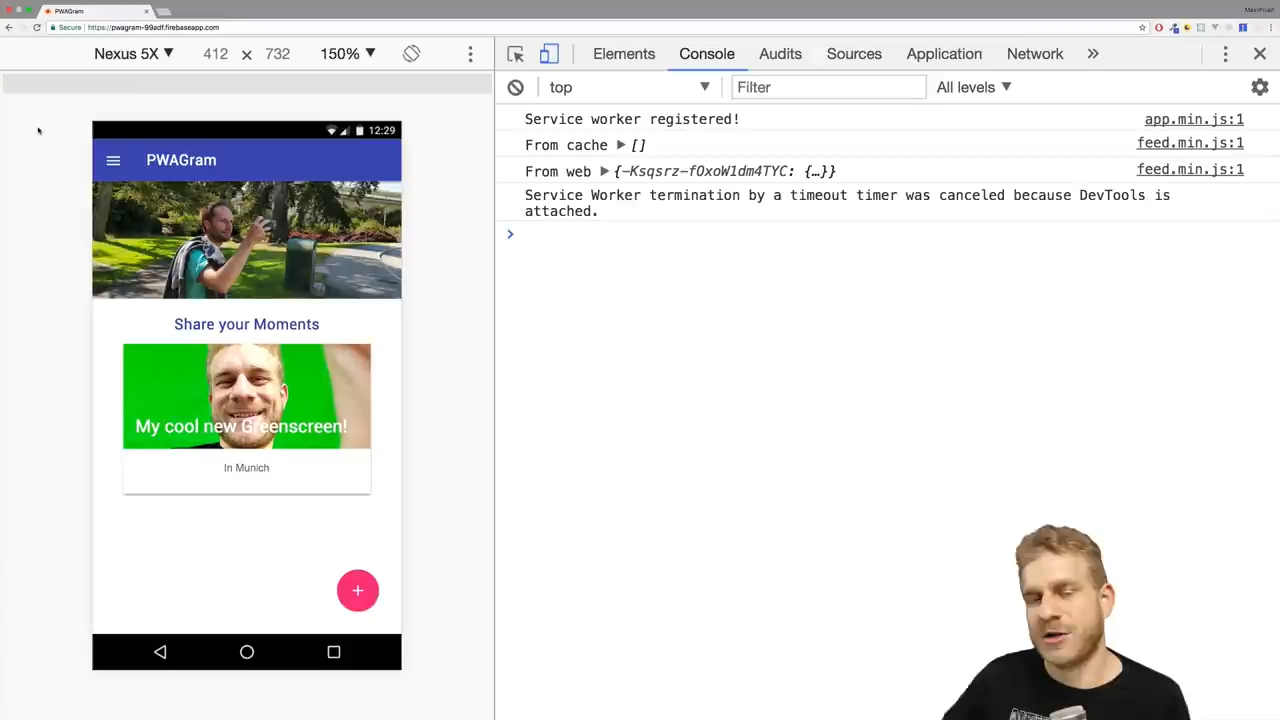 PWAGram
Maximilian
Secure | https://pwagram-99adf.firebaseapp.com
Nexus 5X ▼ 412 × 732 150% ▼
Elements Console Audits Sources Application Network »
top ▼ Filter All levels ▼
12:29
PWAGram
Share your Moments
My cool new Greenscreen!
In Munich
+
Service worker registered! app.min.js:1
From cache ▶ [] feed.min.js:1
From web ▶ {-Ksqsrz-fOxoW1dm4TYC: {…}} feed.min.js:1
Service Worker termination by a timeout timer was canceled because DevTools is
attached.
>